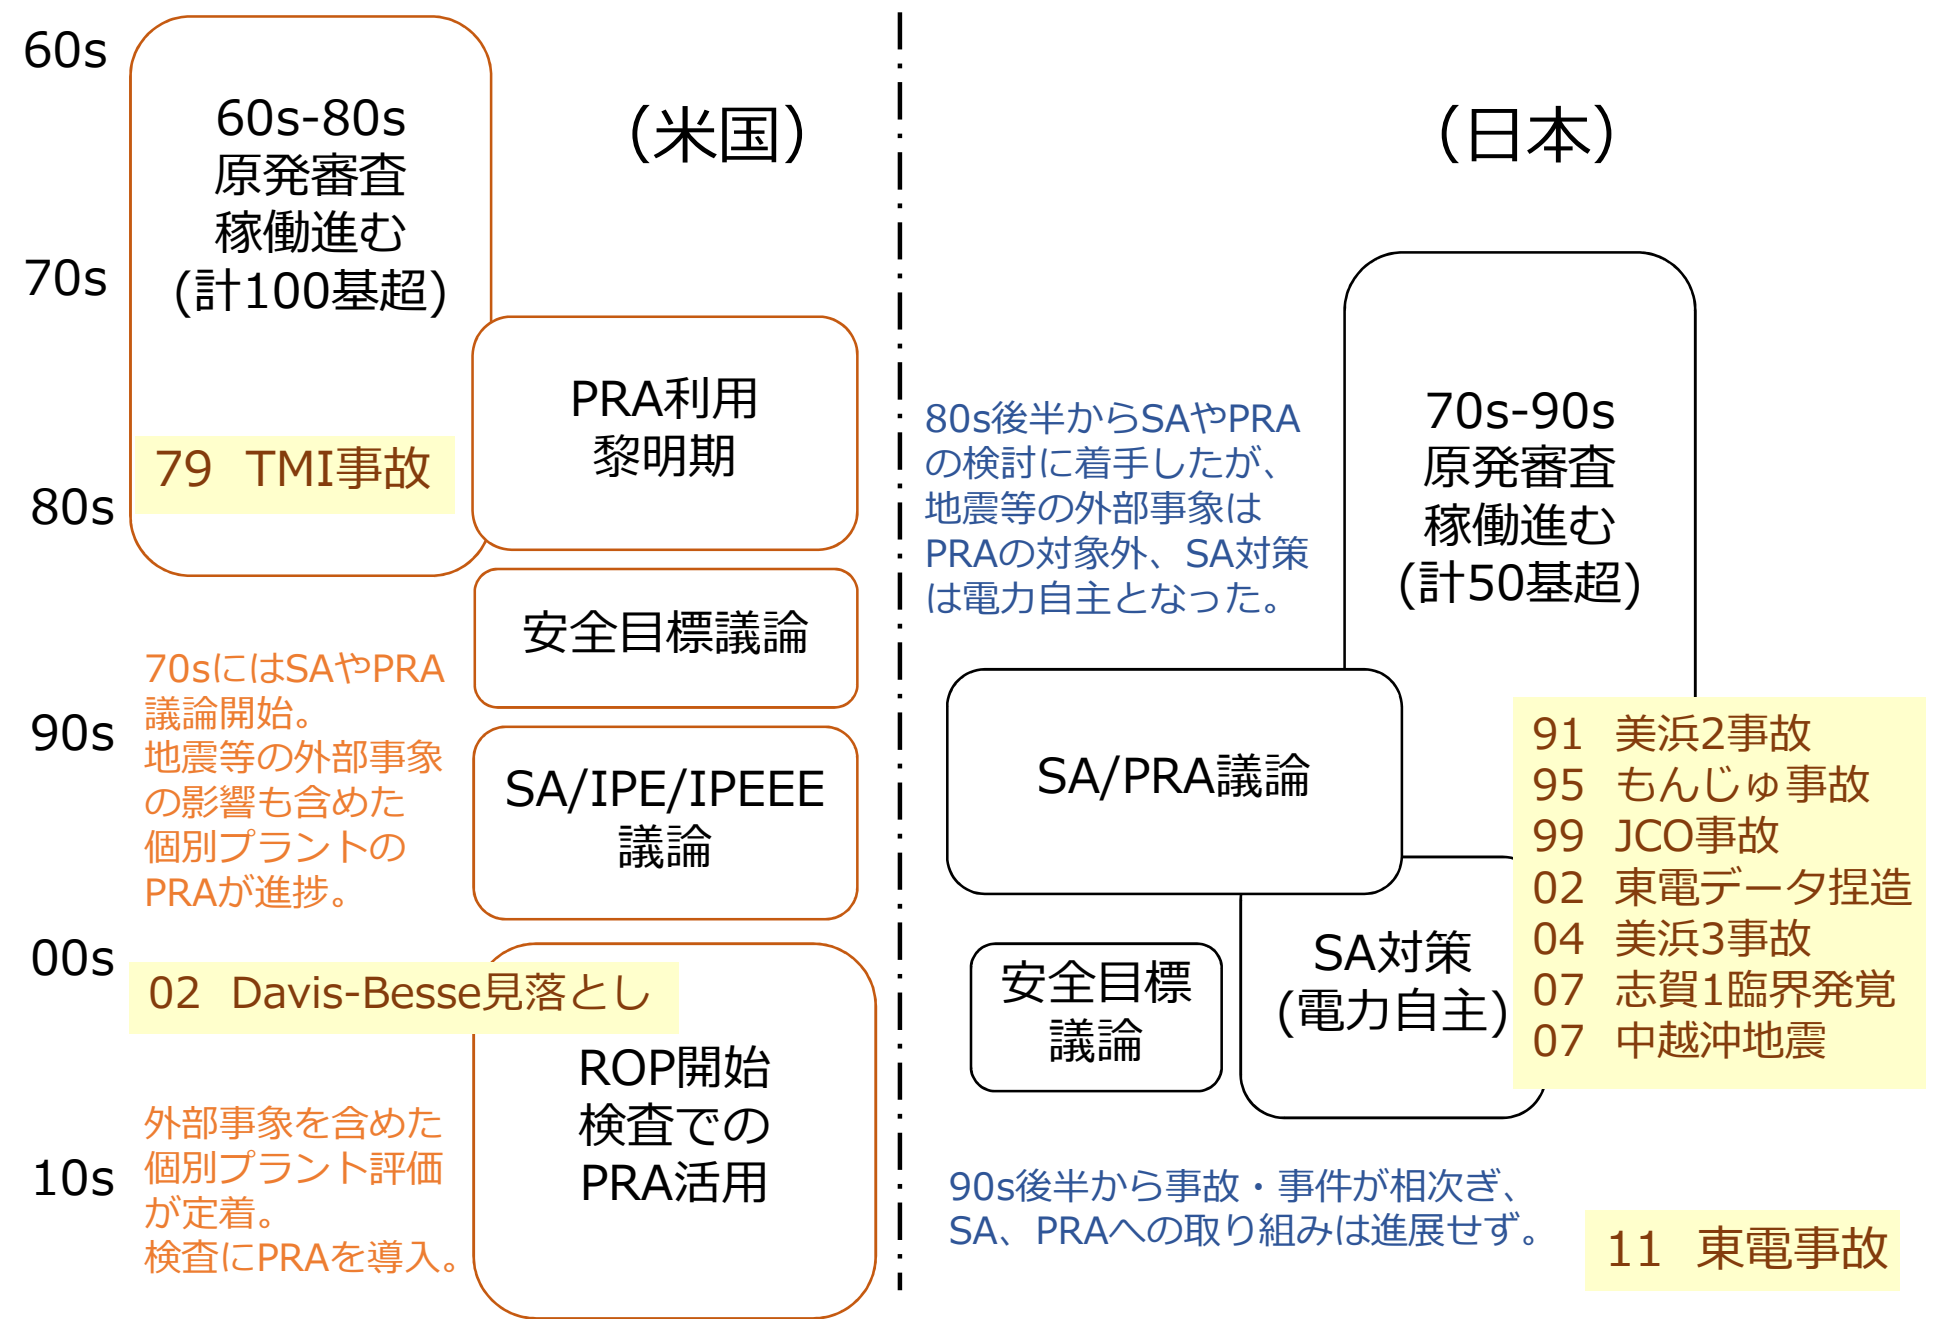 60s
70s
80s
90s
00s
10s
（米国）
60s-80s
原発審査
稼働進む
(計100基超)
79 TMI事故
PRA利用
黎明期
安全目標議論
70sにはSAやPRA
議論開始。
地震等の外部事象
の影響も含めた
個別プラントの
PRAが進捗。
SA/IPE/IPEEE
議論
02 Davis-Besse見落とし
ROP開始
検査での
PRA活用
外部事象を含めた
個別プラント評価
が定着。
検査にPRAを導入。
（日本）
70s-90s
原発審査
稼働進む
(計50基超)
80s後半からSAやPRA
の検討に着手したが、
地震等の外部事象は
PRAの対象外、SA対策
は電力自主となった。
SA/PRA議論
91 美浜2事故
95 もんじゅ事故
99 JCO事故
02 東電データ捏造
04 美浜3事故
07 志賀1臨界発覚
07 中越沖地震
SA対策
(電力自主)
安全目標
議論
90s後半から事故・事件が相次ぎ、
SA、PRAへの取り組みは進展せず。
11 東電事故